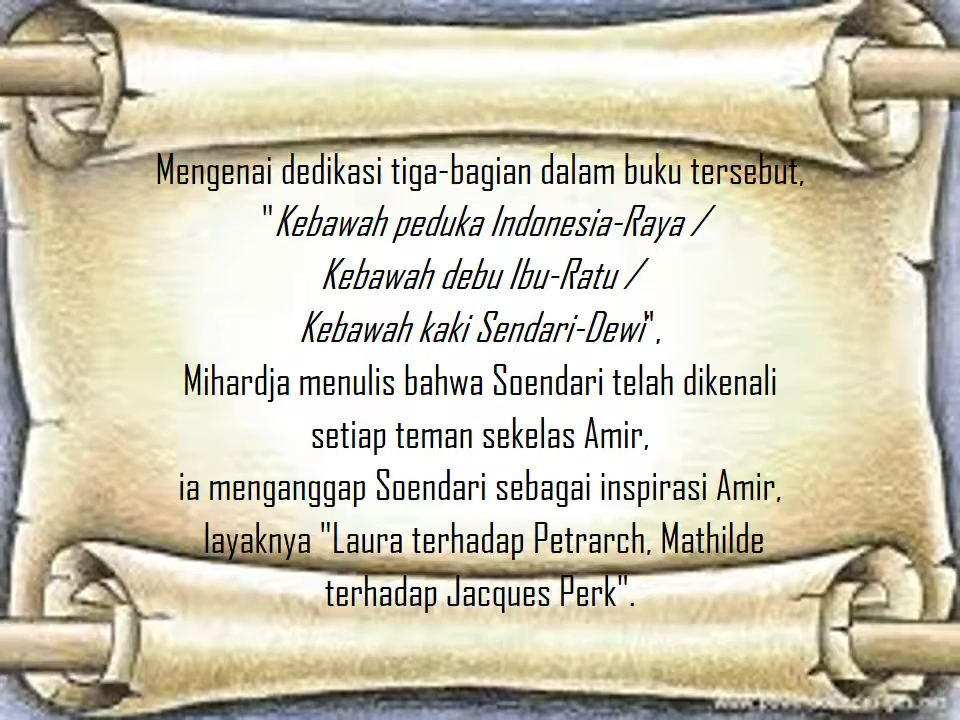 Mengenai dedikasi tiga-bagian dalam buku tersebut,
"Kebawah peduka Indonesia-Raya /
Kebawah debu Ibu-Ratu /
Kebawah kaki Sendari-Dewi",
Mihardja menulis bahwa Soendari telah dikenali
setiap teman sekelas Amir,
ia menganggap Soendari sebagai inspirasi Amir,
layaknya "Laura terhadap Petrarch, Mathilde
terhadap Jacques Perk".